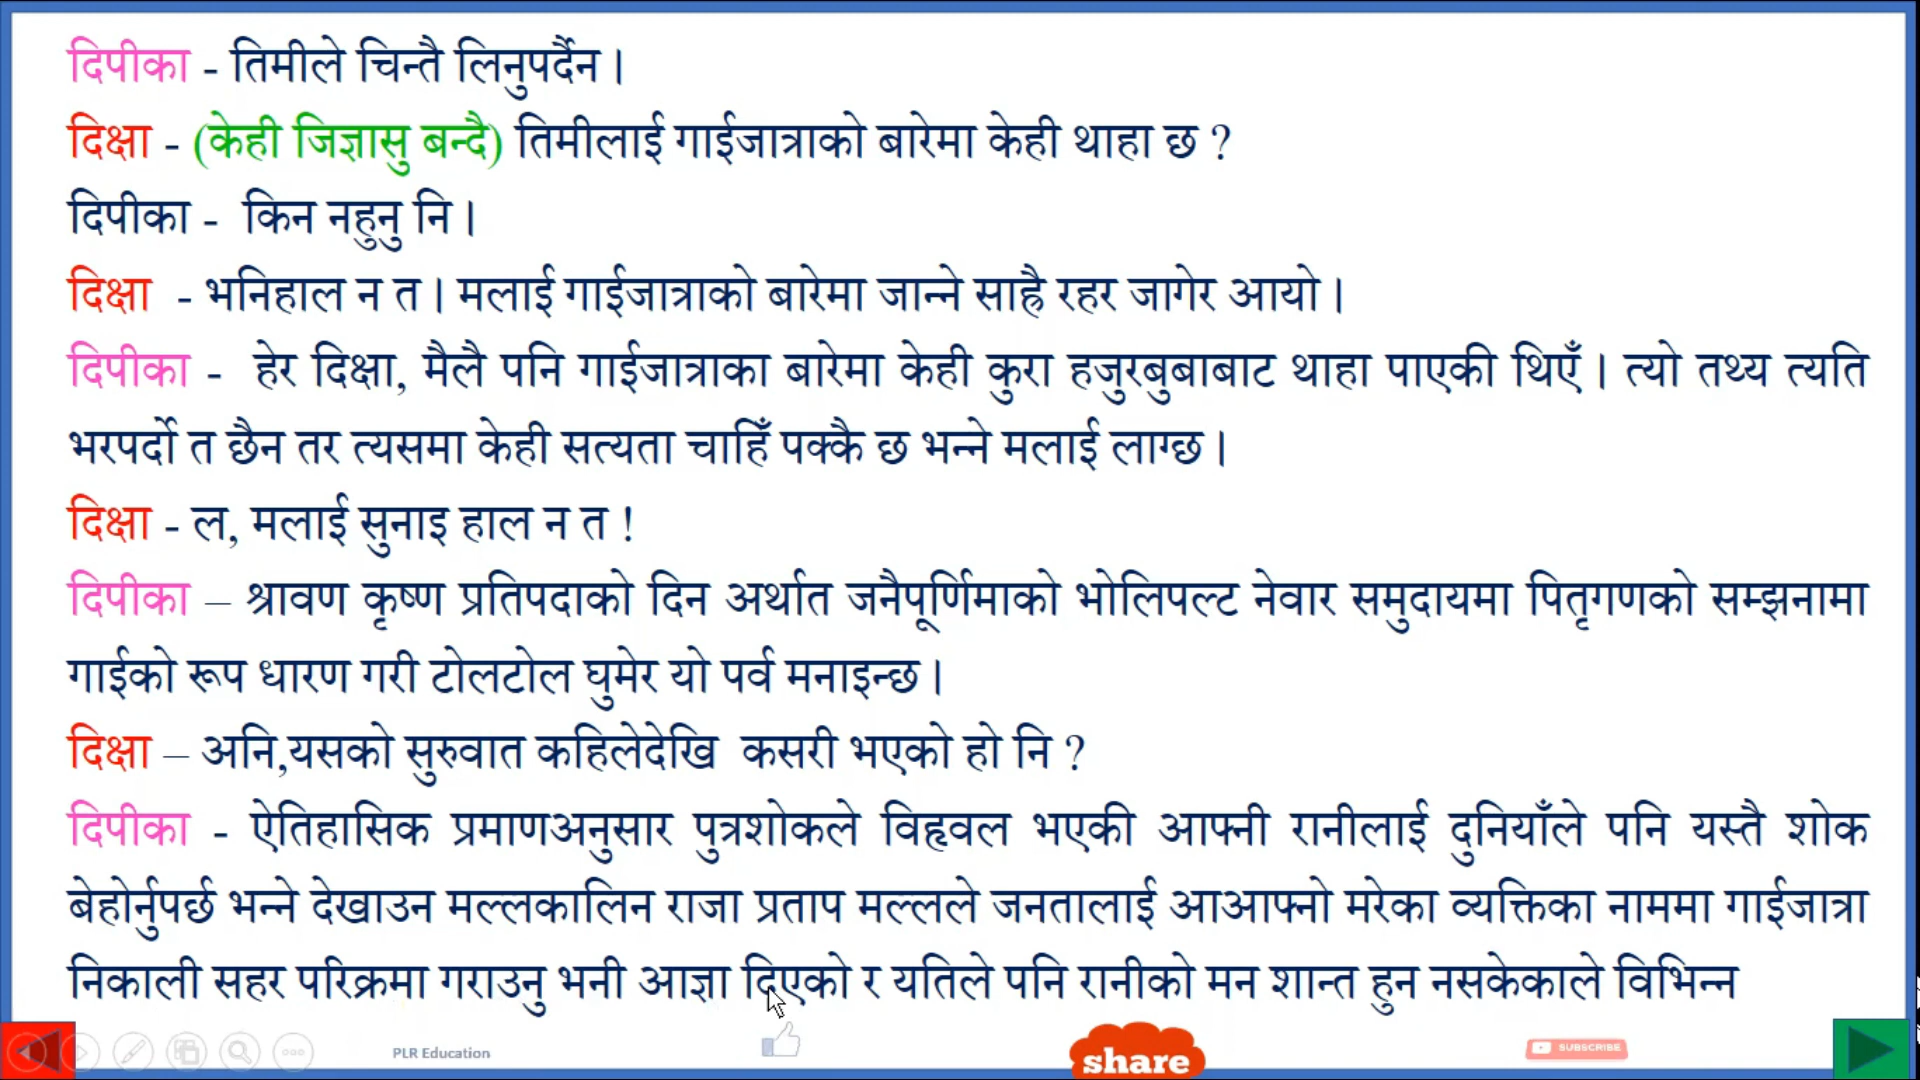 दिपीका - तिमीले चिन्तै लिनुपर्दैन।
दिक्षा - (केही जिज्ञासु बन्दै) तिमीलाई गाईजात्राको बारेमा केही थाहा छ ?
दिपीका -  किन नहुनु नि।
दिक्षा  - भनिहाल न त। मलाई गाईजात्राको बारेमा जान्ने साह्रै रहर जागेर आयो।
दिपीका -  हेर दिक्षा, मैलै पनि गाईजात्राका बारेमा केही कुरा हजुरबुबाबाट थाहा पाएकी थिएँ। त्यो तथ्य त्यति
भरपर्दो त छैन तर त्यसमा केही सत्यता चाहिँ पक्कै छ भन्ने मलाई लाग्छ।
दिक्षा - ल, मलाई सुनाइ हाल न त !
दिपीका – श्रावण कृष्ण प्रतिपदाको दिन अर्थात जनैपूर्णिमाको भोलिपल्ट नेवार समुदायमा पितृगणको सम्झनामा
गाईको रूप धारण गरी टोलटोल घुमेर यो पर्व मनाइन्छ।
दिक्षा – अनि,यसको सुरुवात कहिलेदेखि  कसरी भएको हो नि ?
दिपीका - ऐतिहासिक प्रमाणअनुसार पुत्रशोकले विहृवल भएकी आफ्नी रानीलाई दुनियाँले पनि यस्तै शोक
बेहोर्नुपर्छ भन्ने देखाउन मल्लकालिन राजा प्रताप मल्लले जनतालाई आआफ्नो मरेका व्यक्तिका नाममा गाईजात्रा
निकाली सहर परिक्रमा गराउनु भनी आज्ञा दिएको र यतिले पनि रानीको मन शान्त हुन नसकेकाले विभिन्न
PLR Education
share
SUBSCRIBE